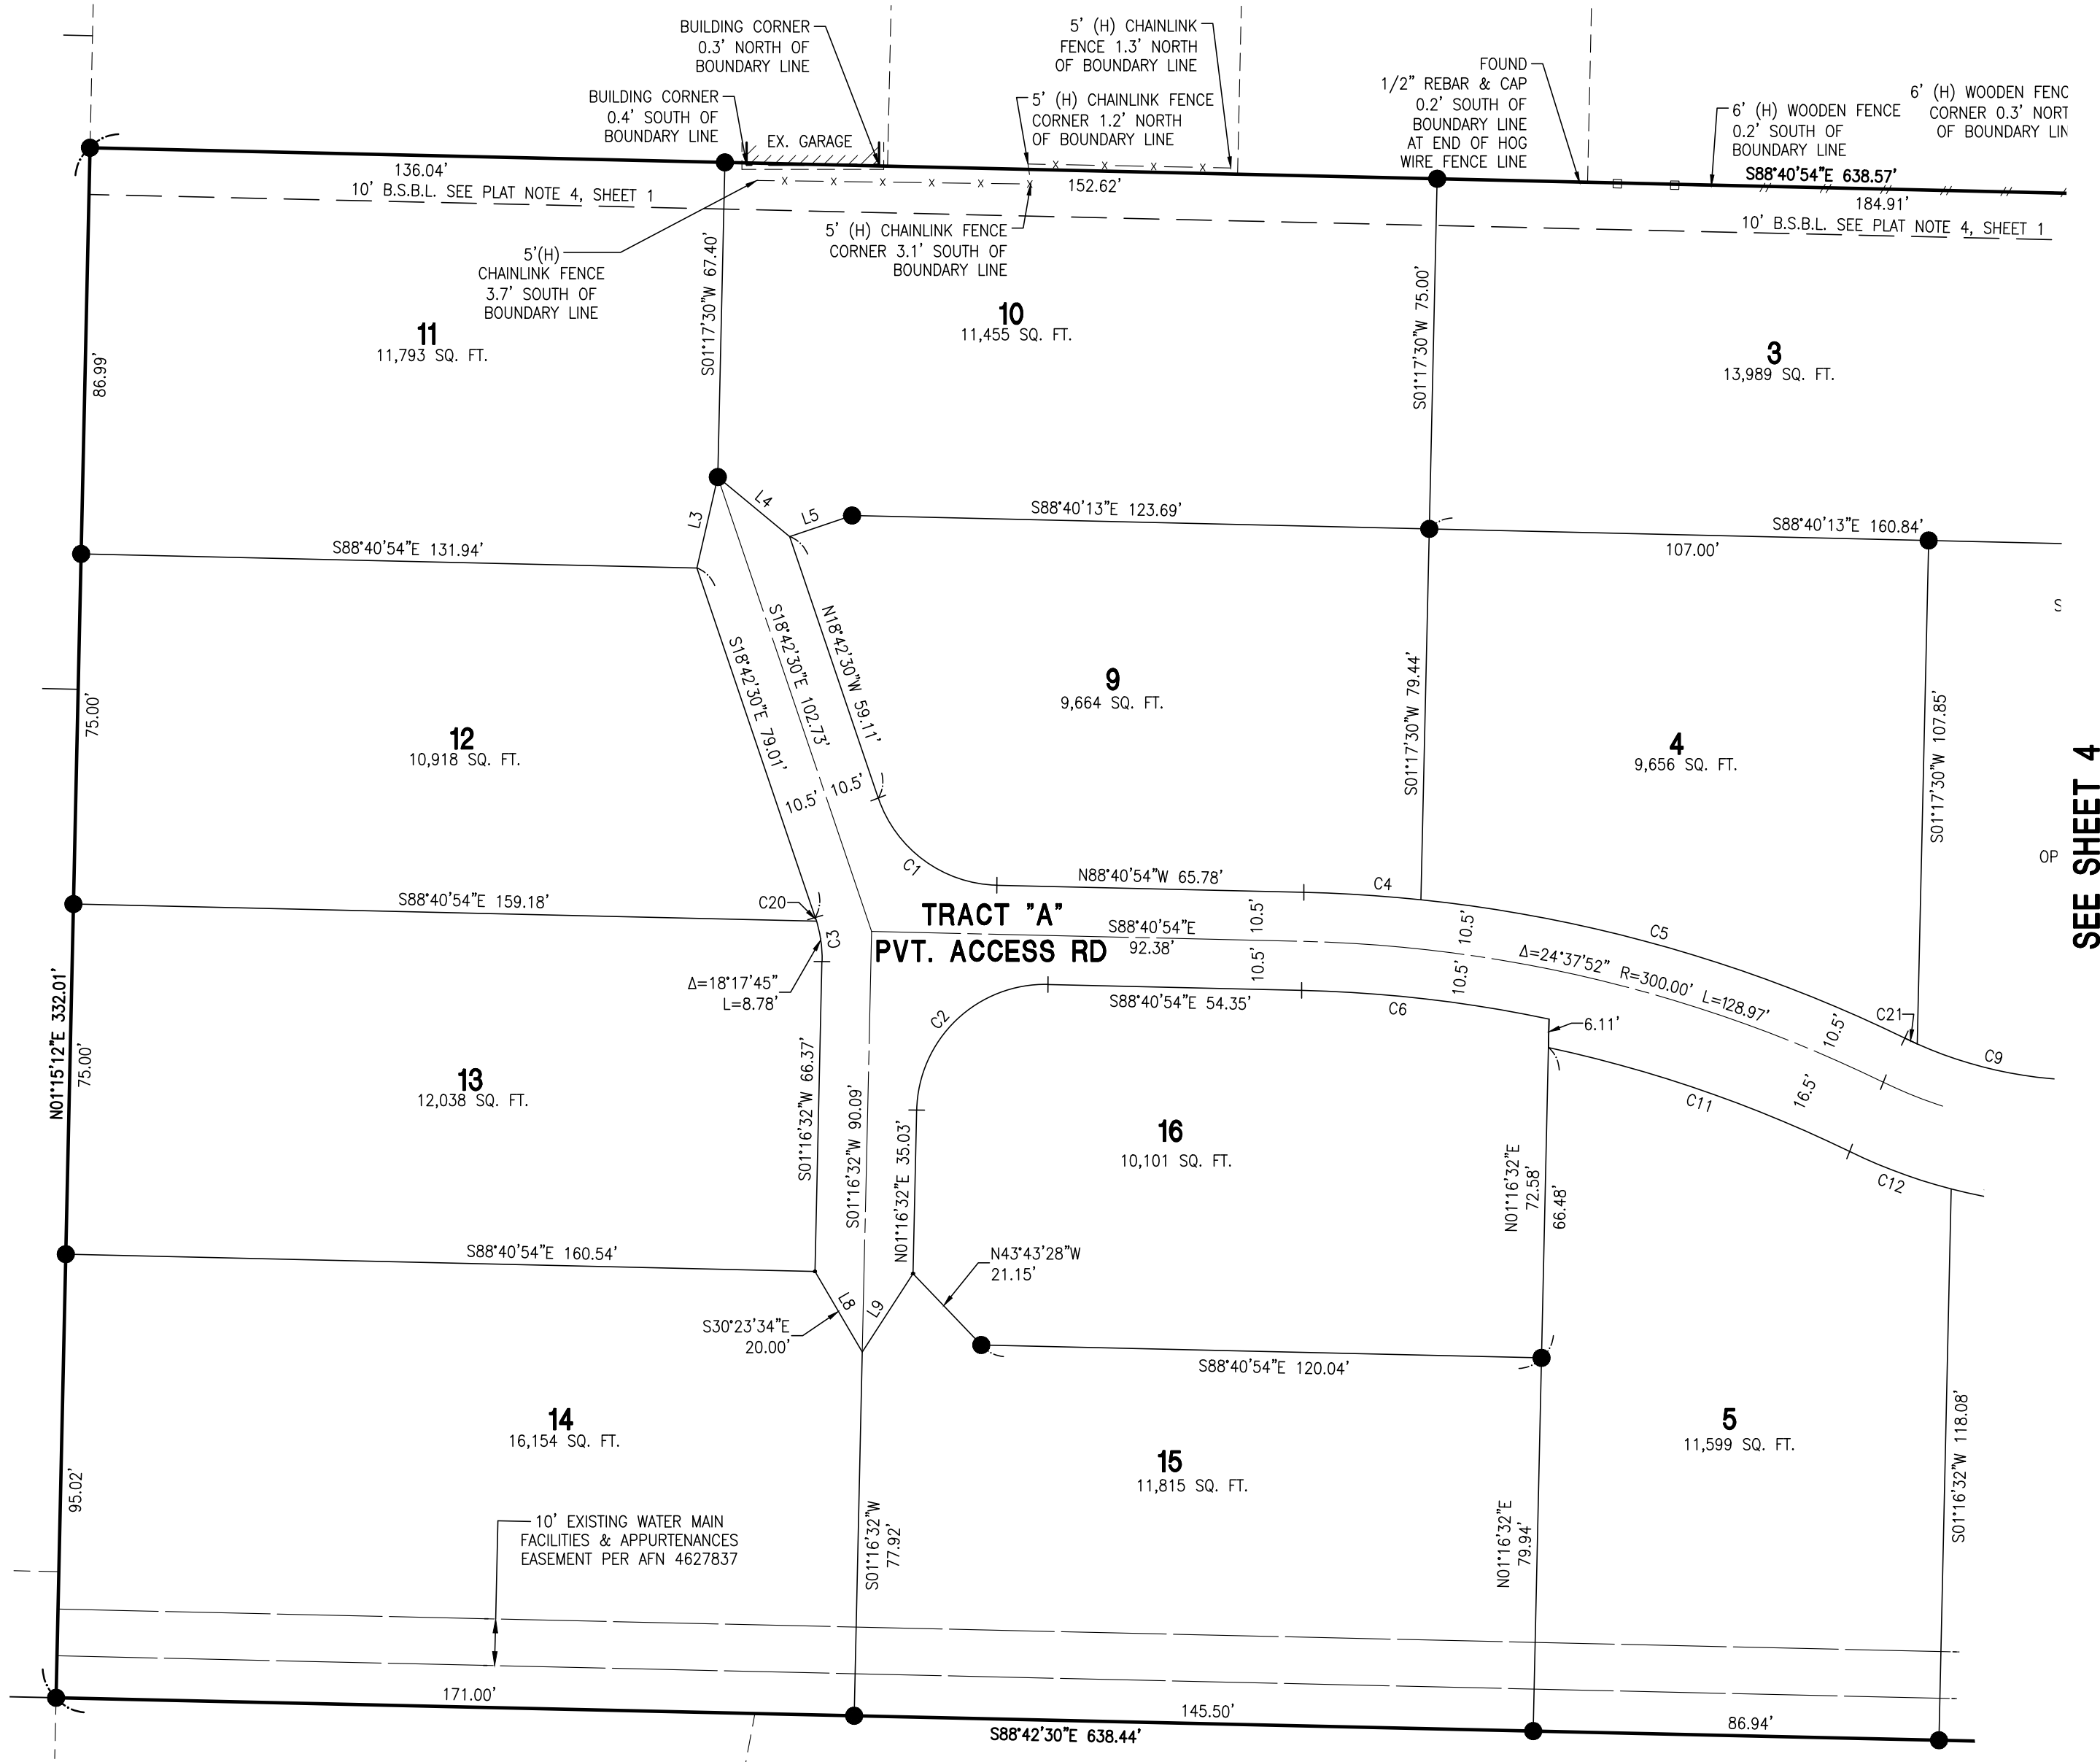 BUILDING CORNER
0.3' NORTH OF
BOUNDARY LINE
5' (H) CHAINLINK
FENCE 1.3' NORTH
OF BOUNDARY LINE
FOUND
1/2" REBAR & CAP
0.2' SOUTH OF
BOUNDARY LINE
AT END OF HOG
WIRE FENCE LINE
6' (H) WOODEN FENC
CORNER 0.3' NORT
OF BOUNDARY LIN
BUILDING CORNER
0.4' SOUTH OF
BOUNDARY LINE
5' (H) CHAINLINK FENCE
CORNER 1.2' NORTH
OF BOUNDARY LINE
6' (H) WOODEN FENCE
0.2' SOUTH OF
BOUNDARY LINE
EX. GARAGE
136.04'
152.62'
S88°40'54"E 638.57'
184.91'
10' B.S.B.L. SEE PLAT NOTE 4, SHEET 1
10' B.S.B.L. SEE PLAT NOTE 4, SHEET 1
5'(H)
CHAINLINK FENCE
3.7' SOUTH OF
BOUNDARY LINE
5' (H) CHAINLINK FENCE
CORNER 3.1' SOUTH OF
BOUNDARY LINE
S01°17'30"W 67.40'
S01°17'30"W 75.00'
86.99'
11
11,793 SQ. FT.
10
11,455 SQ. FT.
3
13,989 SQ. FT.
L3
L4
L5
S88°40'13"E 123.69'
S88°40'13"E 160.84'
107.00'
S88°40'54"E 131.94'
S
S18°42'30"E 79.01'
S18°42'30"E 102.73'
N18°42'30"W 59.11'
10.5'
10.5'
75.00'
12
10,918 SQ. FT.
9
9,664 SQ. FT.
S01°17'30"W 79.44'
4
9,656 SQ. FT.
S01°17'30"W 107.85'
OP
SEE SHEET 4
S88°40'54"E 159.18'
C20
C3
C1
N88°40'54"W 65.78'
C4
C5
TRACT "A"
PVT. ACCESS RD
S88°40'54"E
92.38'
10.5'
10.5'
10.5'
10.5'
Δ=24°37'52" R=300.00' L=128.97'
10.5'
16.5'
C21
C9
Δ=18°17'45"
L=8.78'
S88°40'54"E 54.35'
C2
C6
6.11'
C11
C12
N01°15'12"E 332.01'
75.00'
13
12,038 SQ. FT.
S01°16'32"W 66.37'
S01°16'32"W 90.09'
N01°16'32"E 35.03'
16
10,101 SQ. FT.
N01°16'32"E
72.58'
66.48'
S88°40'54"E 160.54'
N43°43'28"W
21.15'
L8
L9
S30°23'34"E
20.00'
S88°40'54"E 120.04'
14
16,154 SQ. FT.
15
11,815 SQ. FT.
5
11,599 SQ. FT.
95.02'
10' EXISTING WATER MAIN
FACILITIES & APPURTENANCES
EASEMENT PER AFN 4627837
S01°16'32"W
77.92'
N01°16'32"E
79.94'
S01°16'32"W 118.08'
171.00'
145.50'
86.94'
S88°42'30"E 638.44'